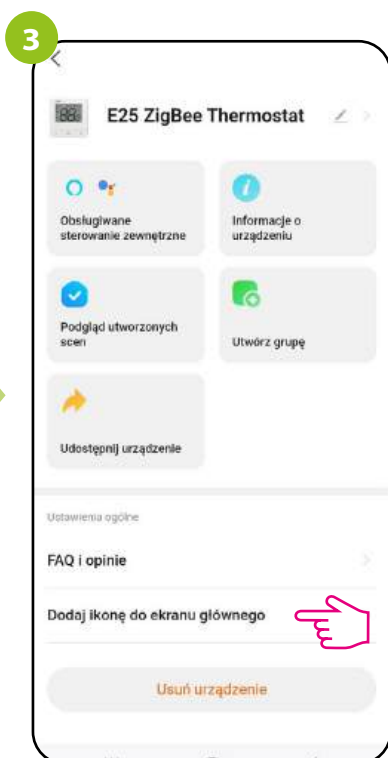 3
E25 ZigBee Thermostat
Obsługiwane
sterowanie zewnętrzne
Informacje o
urządzeniu
Podgląd utworzonych
scen
Utwórz grupę
Udostępnij urządzenie
Ustawienia ogólne
FAQ i opinie
Dodaj ikonę do ekranu głównego
Usuń urządzenie